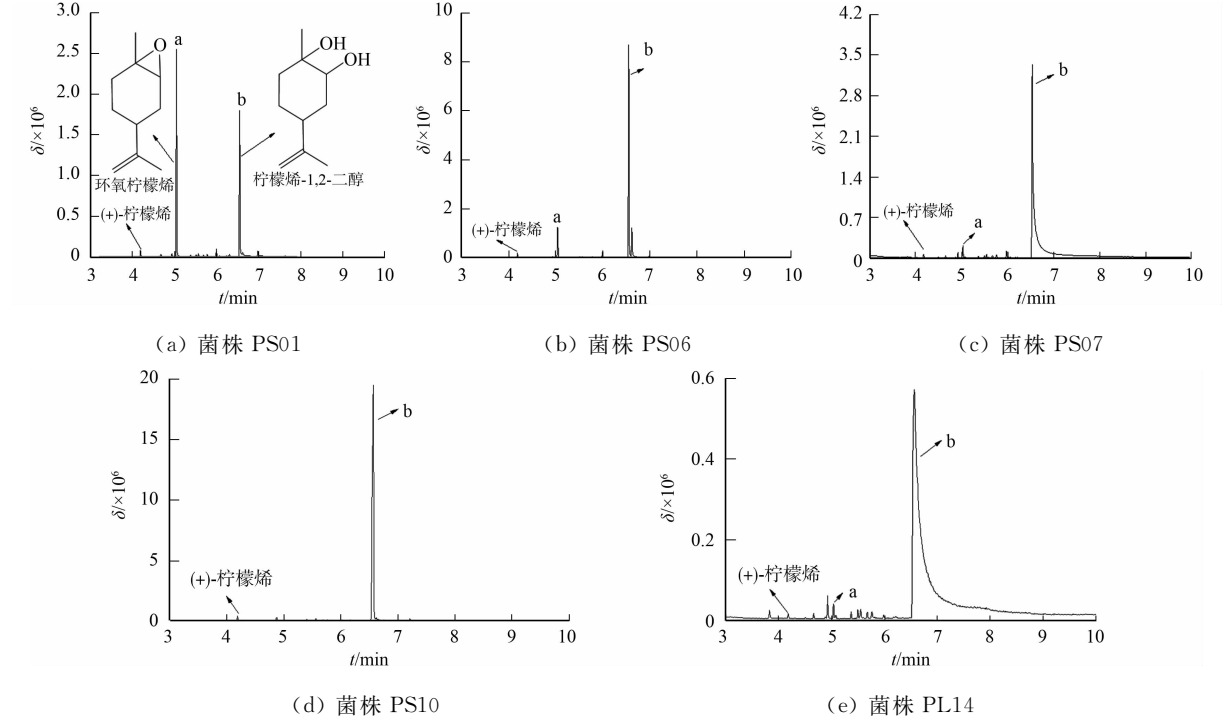 3.0
2.5
2.0
1.5
1.0
0.5
0
δ/×10⁶
a
b
O
OH
OH
环氧柠檬烯
柠檬烯-1,2-二醇
(+)-柠檬烯
3 4 5 6 7 8 9 10
t/min
(a) 菌株 PS01
10
8
6
4
2
0
δ/×10⁶
b
a
(+)-柠檬烯
3 4 5 6 7 8 9 10
t/min
(b) 菌株 PS06
4.2
3.5
2.8
2.1
1.4
0.7
0
δ/×10⁶
b
(+)-柠檬烯
a
3 4 5 6 7 8 9 10
t/min
(c) 菌株 PS07
20
15
10
5
0
δ/×10⁶
b
(+)-柠檬烯
3 4 5 6 7 8 9 10
t/min
(d) 菌株 PS10
0.6
0.4
0.2
0
δ/×10⁶
b
(+)-柠檬烯
a
3 4 5 6 7 8 9 10
t/min
(e) 菌株 PL14